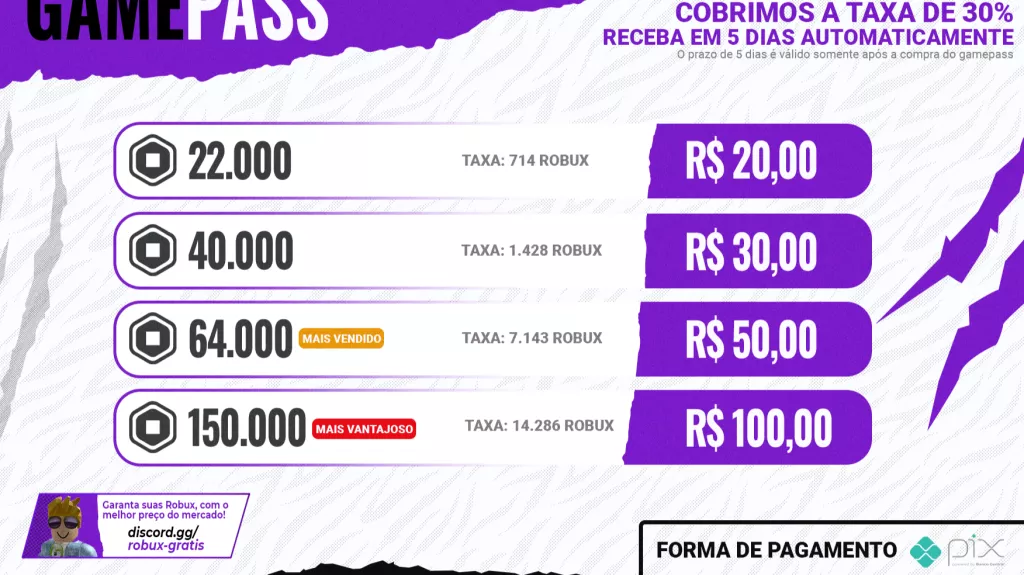 GAMEPASS
COBRIMOS A TAXA DE 30%
RECEBA EM 5 DIAS AUTOMATICAMENTE
O prazo de 5 dias é válido somente após a compra do gamepass
22.000 TAXA: 714 ROBUX R$ 20,00
40.000 TAXA: 1.428 ROBUX R$ 30,00
64.000 MAIS VENDIDO TAXA: 7.143 ROBUX R$ 50,00
150.000 MAIS VANTAJOSO TAXA: 14.286 ROBUX R$ 100,00
Garanta suas Robux, com o
melhor preço do mercado!
discord.gg/
robux-gratis
FORMA DE PAGAMENTO pix